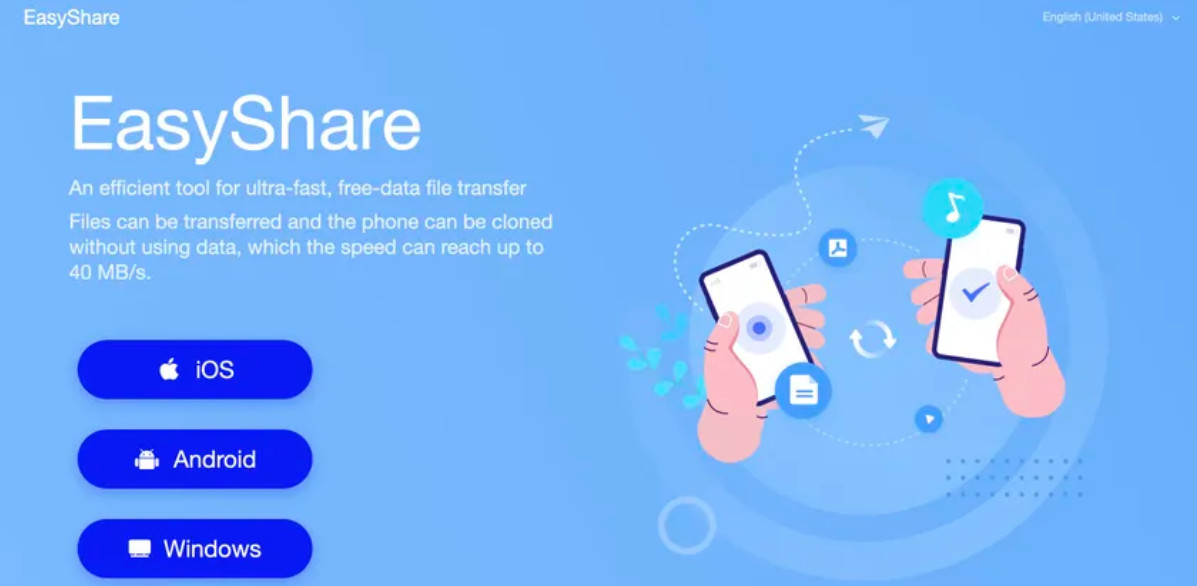 EasyShare
English (United States)
EasyShare
An efficient tool for ultra-fast, free-data file transfer
Files can be transferred and the phone can be cloned
without using data, which the speed can reach up to
40 MB/s.
iOS
Android
Windows